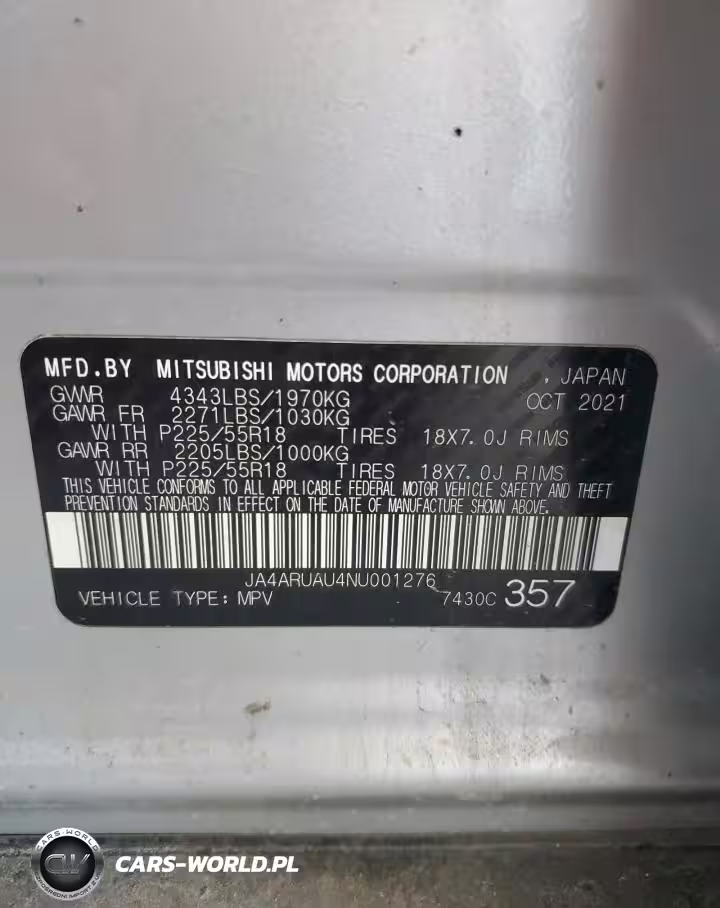 MFD.BY MITSUBISHI MOTORS CORPORATION , JAPAN
GVWR 4343LBS/1970KG OCT 2021
GAWR FR 2271LBS/1030KG
WITH P225/55R18 TIRES 18X7.0J RIMS
GAWR RR 2205LBS/1000KG
WITH P225/55R18 TIRES 18X7.0J RIMS
THIS VEHICLE CONFORMS TO ALL APPLICABLE FEDERAL MOTOR VEHICLE SAFETY AND THEFT
PREVENTION STANDARDS IN EFFECT ON THE DATE OF MANUFACTURE SHOWN ABOVE.
JA4ARUAU4NU001276
VEHICLE TYPE: MPV 7430C 357
CARS-WORLD
CW
CARS-WORLD.PL